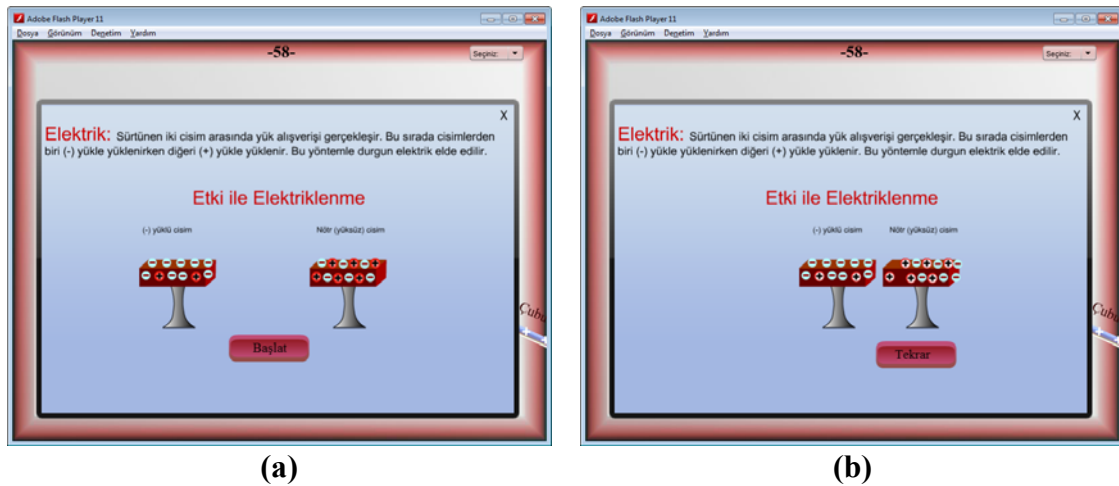 Adobe Flash Player 11
Dosya Görünüm Denetim Yardım
-58-
Seçiniz:
X
Elektrik: Sürtünen iki cisim arasında yük alışverişi gerçekleşir. Bu sırada cisimlerden
biri (-) yükle yüklenirken diğeri (+) yükle yüklenir. Bu yöntemle durgun elektrik elde edilir.
Etki ile Elektriklenme
(-) yüklü cisim Nötr (yüksüz) cisim
Çubu
Başlat
(a)
Adobe Flash Player 11
Dosya Görünüm Denetim Yardım
-58-
Seçiniz:
X
Elektrik: Sürtünen iki cisim arasında yük alışverişi gerçekleşir. Bu sırada cisimlerden
biri (-) yükle yüklenirken diğeri (+) yükle yüklenir. Bu yöntemle durgun elektrik elde edilir.
Etki ile Elektriklenme
(-) yüklü cisim Nötr (yüksüz) cisim
Çubu
Tekrar
(b)